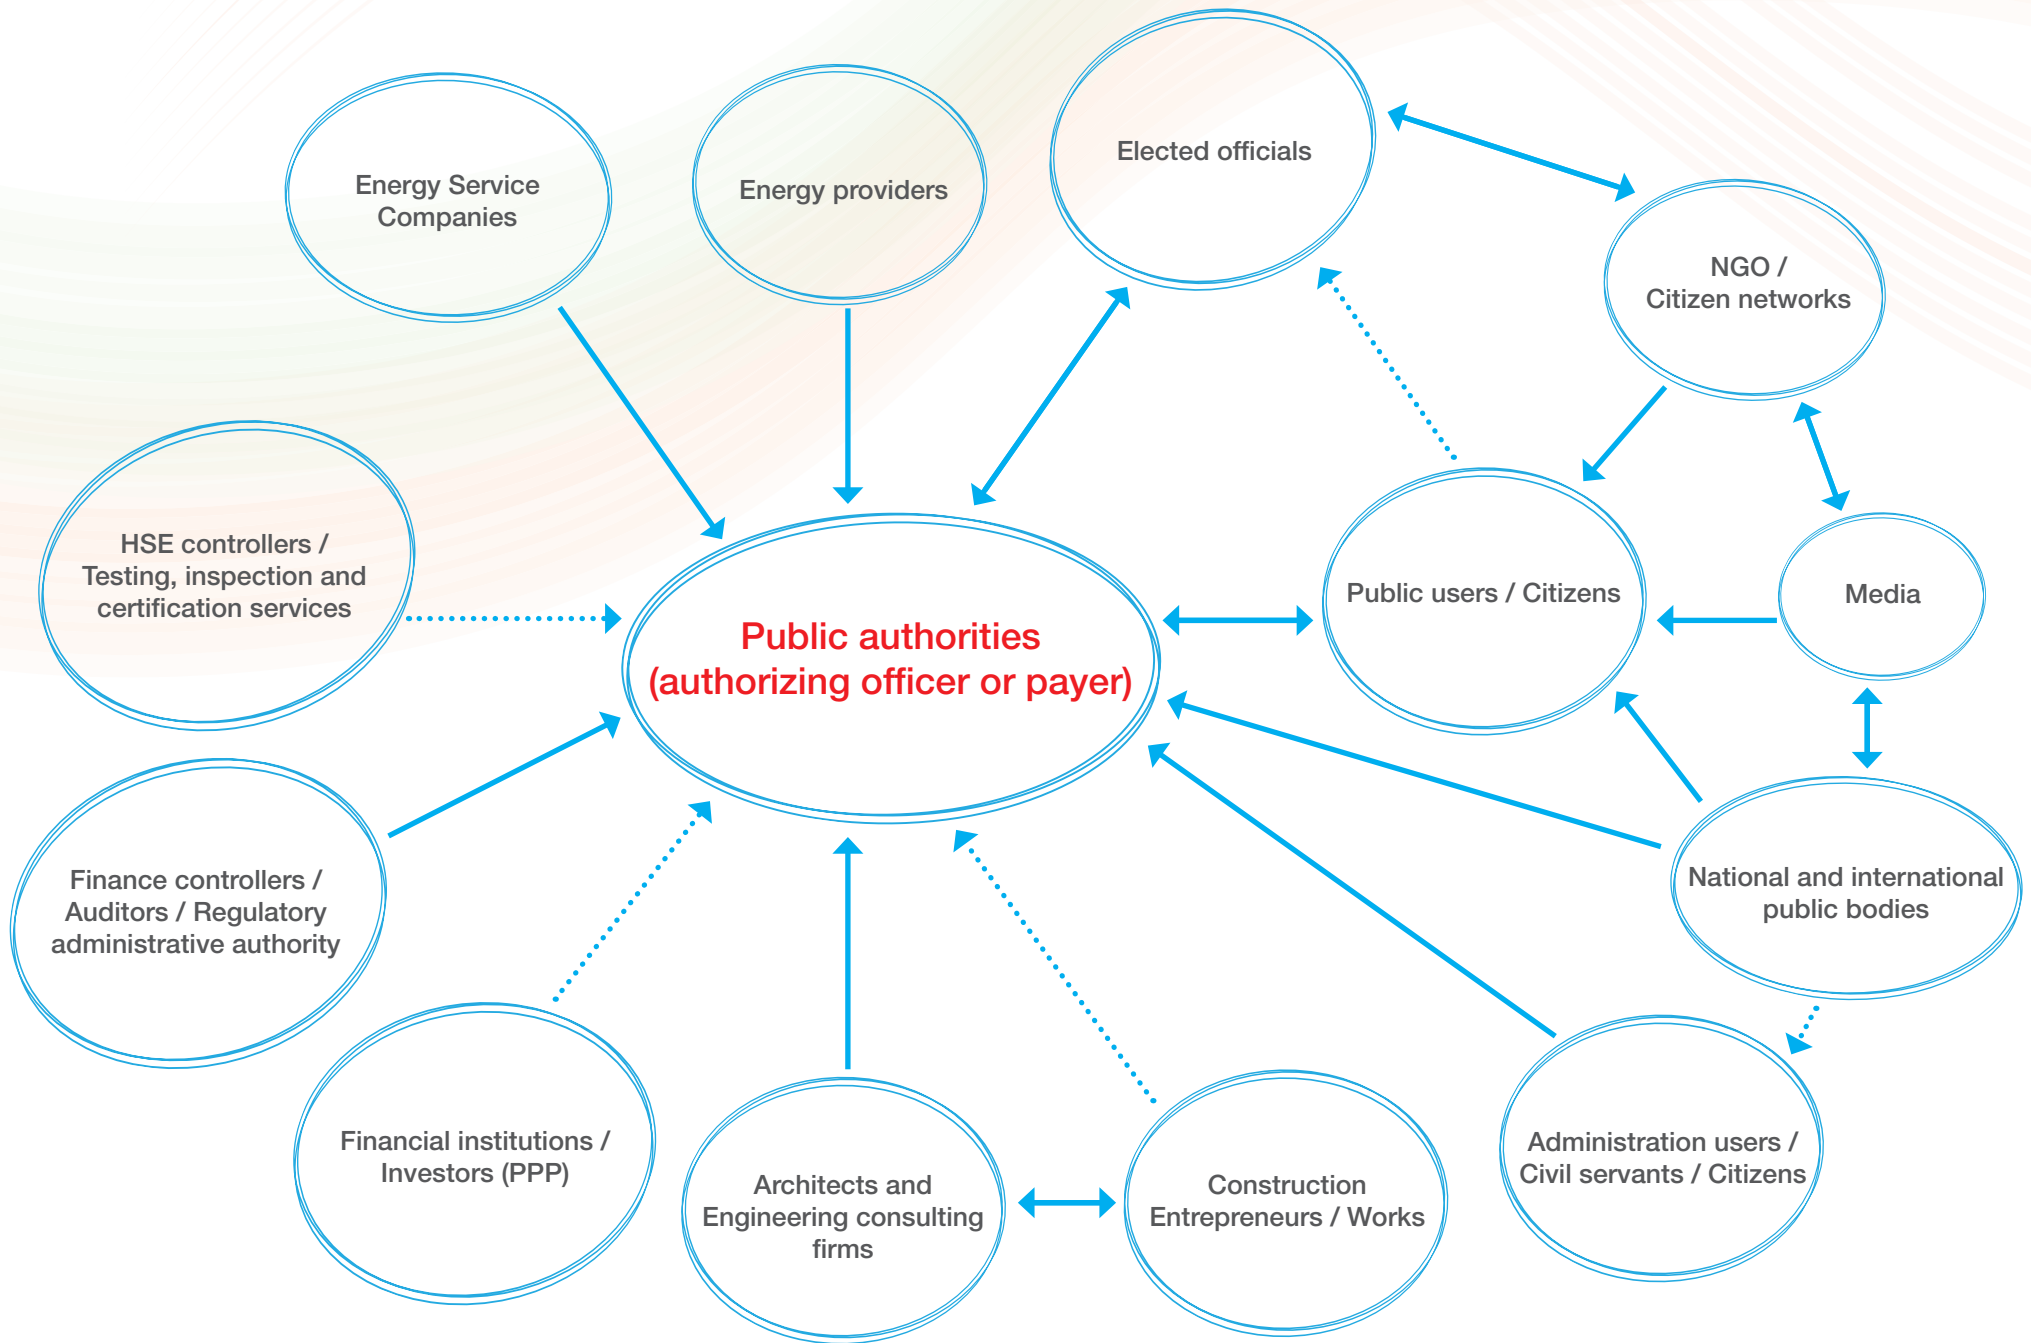 Energy Service
Companies
Energy providers
Elected officials
NGO /
Citizen networks
HSE controllers /
Testing, inspection and
certification services
Public authorities
(authorizing officer or payer)
Public users / Citizens
Media
Finance controllers /
Auditors / Regulatory
administrative authority
National and international
public bodies
Financial institutions /
Investors (PPP)
Architects and
Engineering consulting
firms
Construction
Entrepreneurs / Works
Administration users /
Civil servants / Citizens